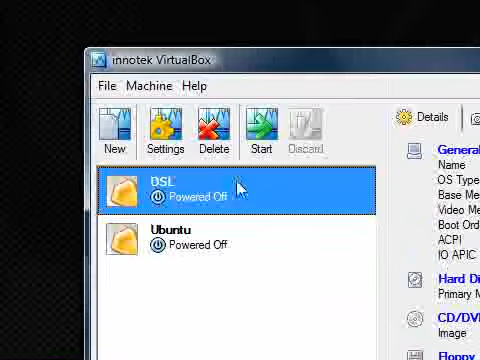 innotek VirtualBox
File Machine Help
New Settings Delete Start Discard
Details
DSL
Powered Off
Ubuntu
Powered Off
General
Name
OS Type
Base Me
Video Me
Boot Ord
ACPI
IO APIC
Hard Di
Primary M
CD/DVD
Image
Floppy